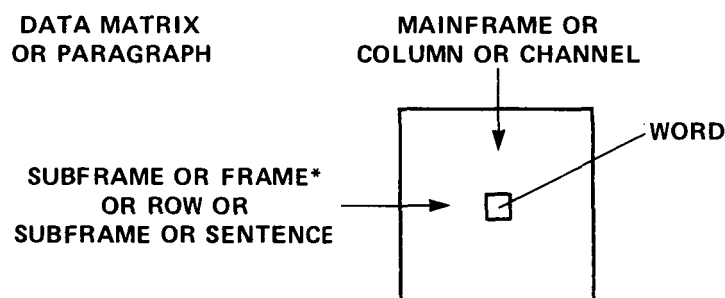 DATA MATRIX
OR PARAGRAPH
MAINFRAME OR
COLUMN OR CHANNEL
WORD
SUBFRAME OR FRAME*
OR ROW OR
SUBFRAME OR SENTENCE